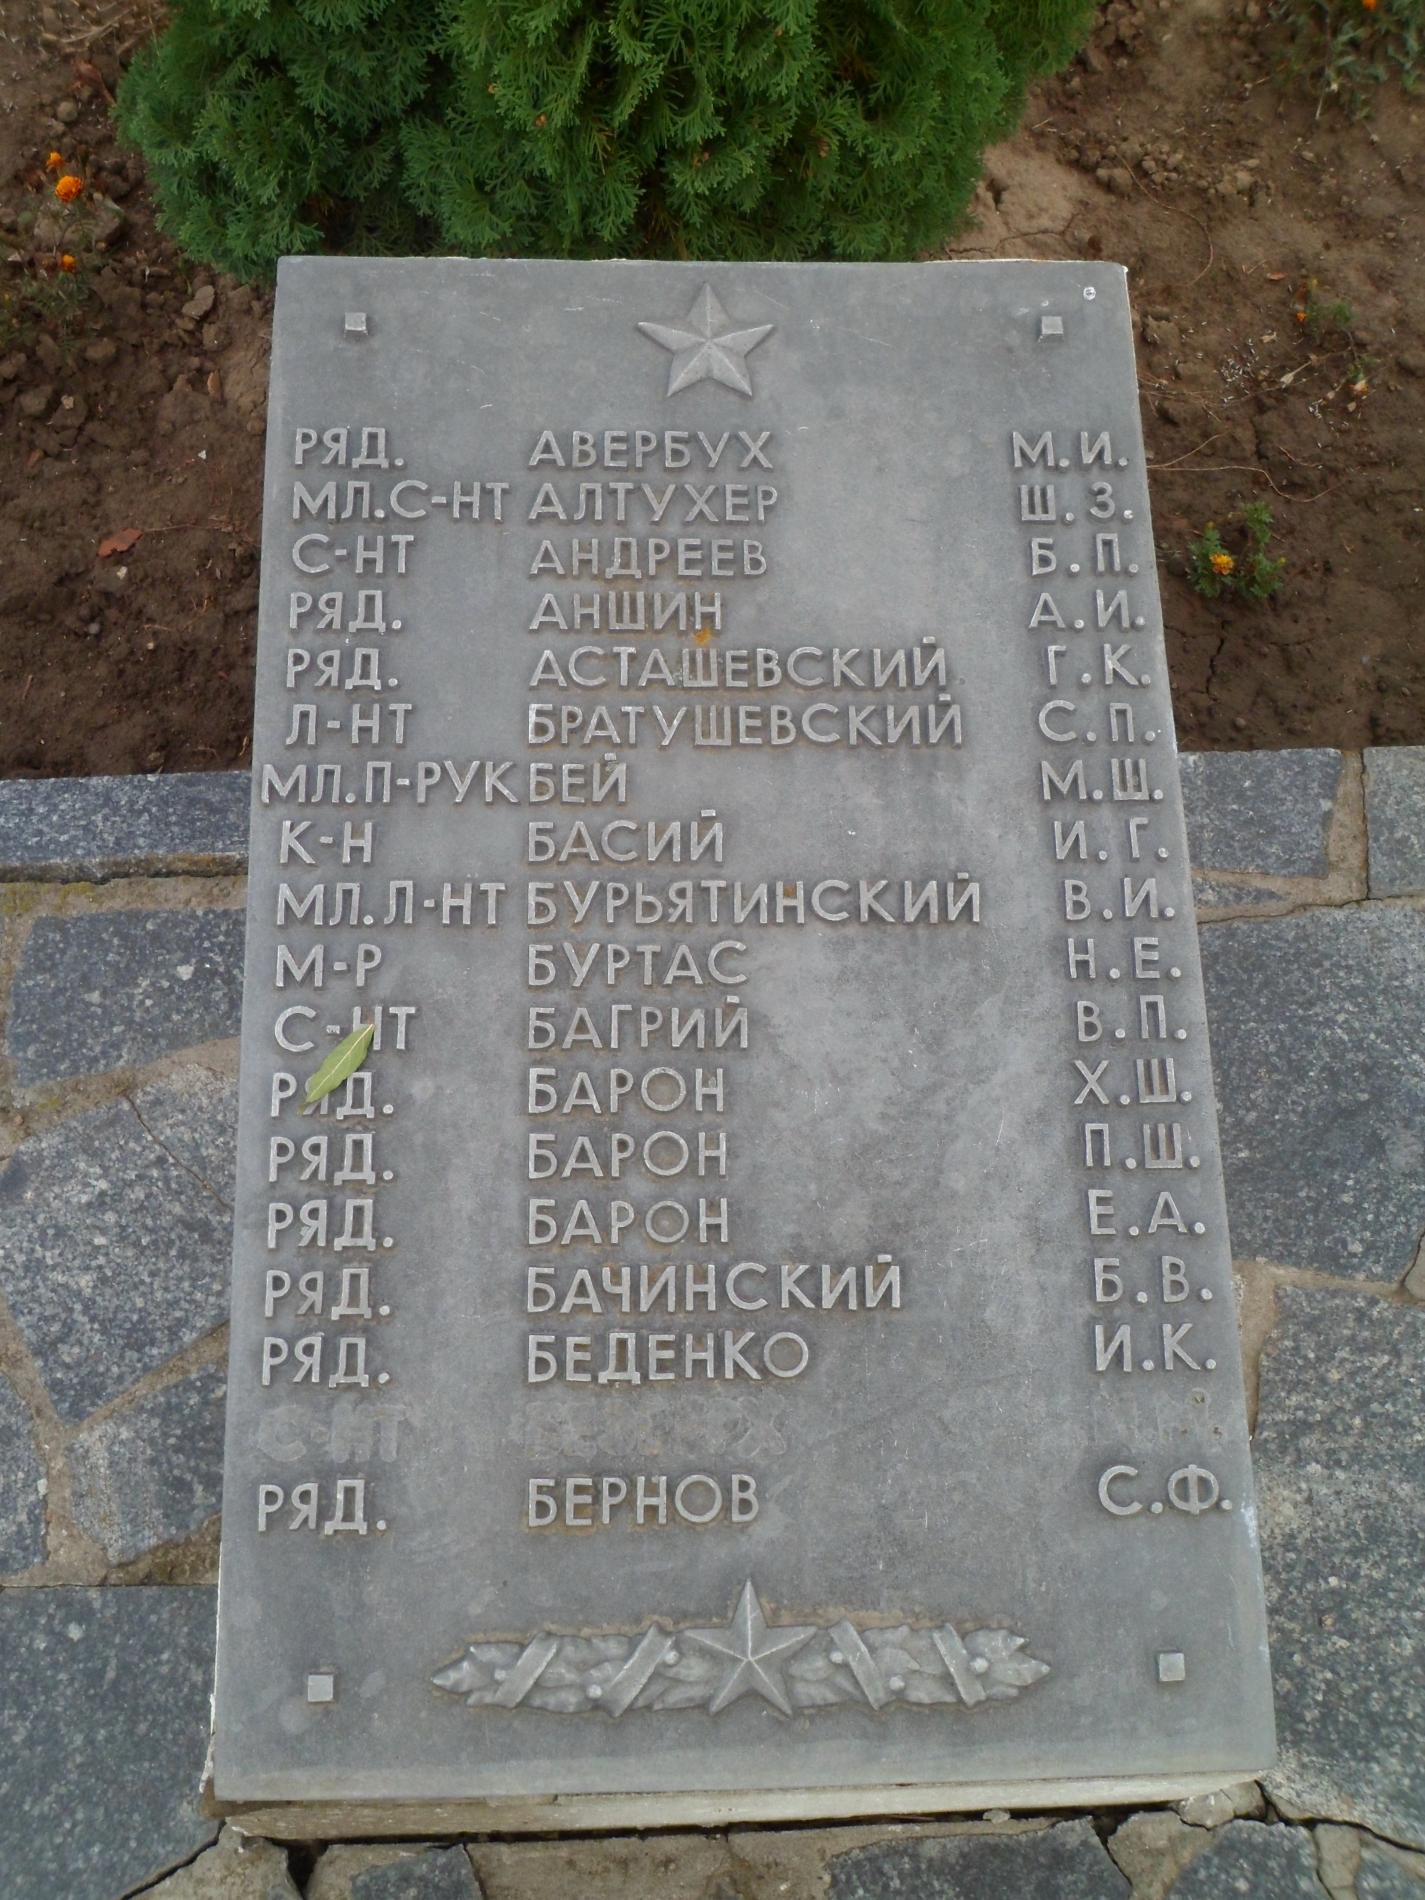 РЯД. АВЕРБУХ М.И.
МЛ.С-НТ АЛТУХЕР Ш.З.
С-НТ АНДРЕЕВ Б.П.
РЯД. АНШИН А.И.
РЯД. АСТАШЕВСКИЙ Г.К.
Л-НТ БРАТУШЕВСКИЙ С.П.
МЛ.П-РУК БЕЙ М.Ш.
К-Н БАСИЙ И.Г.
МЛ.Л-НТ БУРЬЯТИНСКИЙ В.И.
М-Р БУРТАС Н.Е.
С-НТ БАГРИЙ В.П.
РЯД. БАРОН Х.Ш.
РЯД. БАРОН П.Ш.
РЯД. БАРОН Е.А.
РЯД. БАЧИНСКИЙ Б.В.
РЯД. БЕДЕНКО И.К.
С-НТ
РЯД. БЕРНОВ С.Ф.